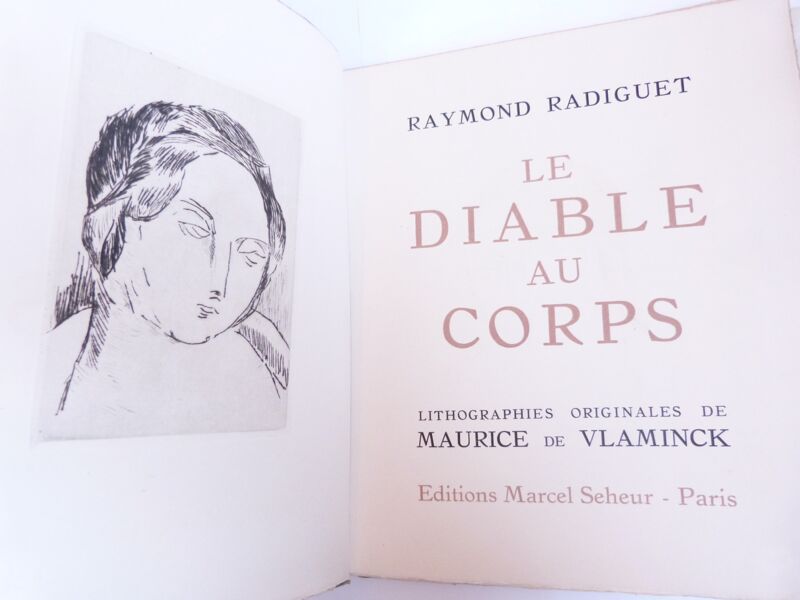 RAYMOND RADIGUET
LE
DIABLE
AU
CORPS
LITHOGRAPHIES ORIGINALES DE
MAURICE DE VLAMINCK
Editions Marcel Seheur - Paris